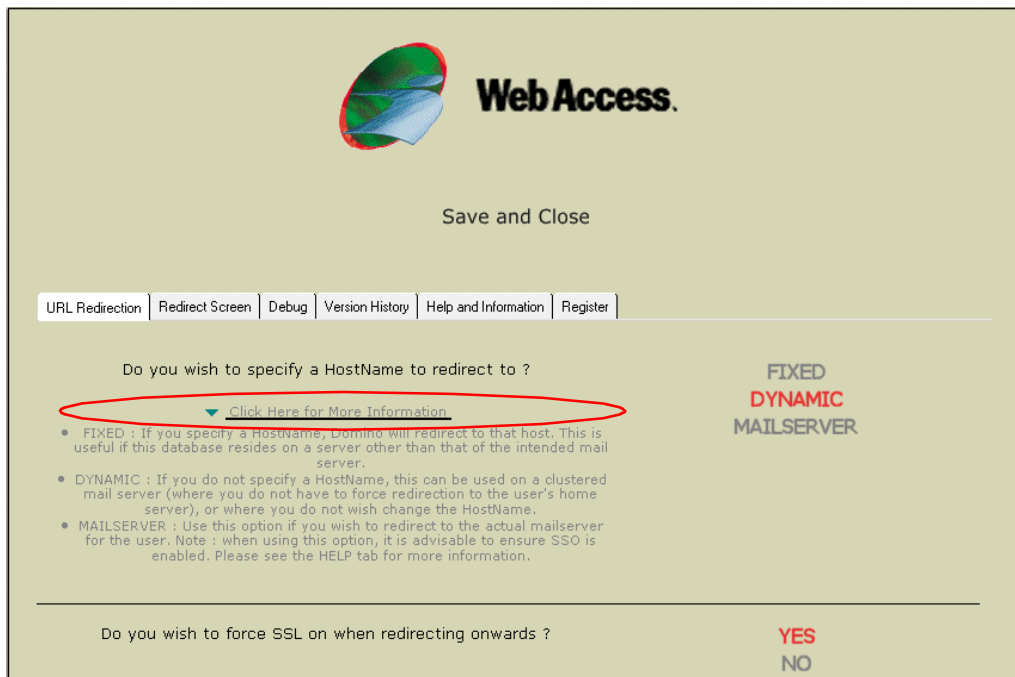 Web Access.
Save and Close
URL Redirection Redirect Screen Debug Version History Help and Information Register
Do you wish to specify a HostName to redirect to ?
Click Here for More Information
• FIXED : If you specify a HostName, Domino will redirect to that host. This is
useful if this database resides on a server other than that of the intended mail
server.
• DYNAMIC : If you do not specify a HostName, this can be used on a clustered
mail server (where you do not have to force redirection to the user's home
server), or where you do not wish change the HostName.
• MAILSERVER : Use this option if you wish to redirect to the actual mailserver
for the user. Note : when using this option, it is advisable to ensure SSO is
enabled. Please see the HELP tab for more information.
FIXED
DYNAMIC
MAILSERVER
Do you wish to force SSL on when redirecting onwards ?
YES
NO